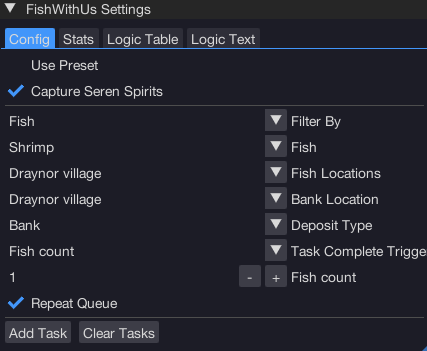 FishWithUs Settings
Config Stats Logic Table Logic Text
Use Preset
Capture Seren Spirits
Fish Filter By
Shrimp Fish
Draynor village Fish Locations
Draynor village Bank Location
Bank Deposit Type
Fish count Task Complete Trigge
1 - + Fish count
Repeat Queue
Add Task Clear Tasks